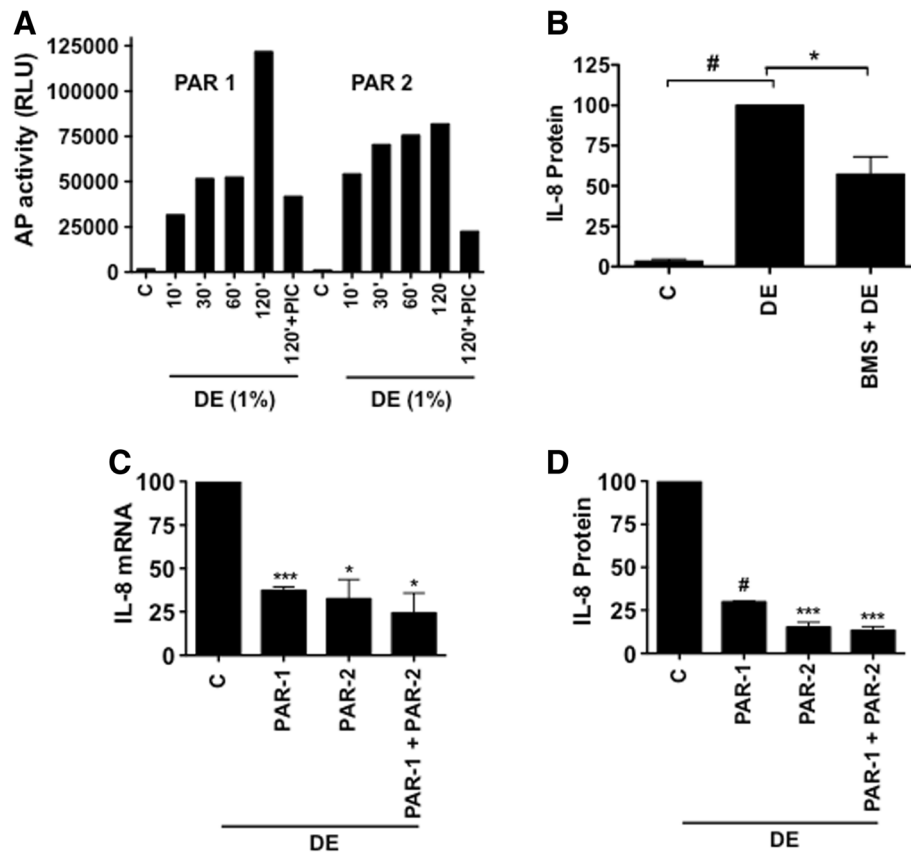 A
AP activity (RLU)
125000
100000
75000
50000
25000
0
PAR 1
PAR 2
C
10'
30'
60'
120'
120'+PIC
C
10'
30'
60'
120
120'+PIC
DE (1%)
DE (1%)
B
IL-8 Protein
125
100
75
50
25
0
#
*
C
DE
BMS + DE
C
IL-8 mRNA
100
75
50
25
0
***
*
*
C
PAR-1
PAR-2
PAR-1 + PAR-2
DE
D
IL-8 Protein
100
75
50
25
0
#
***
***
C
PAR-1
PAR-2
PAR-1 + PAR-2
DE